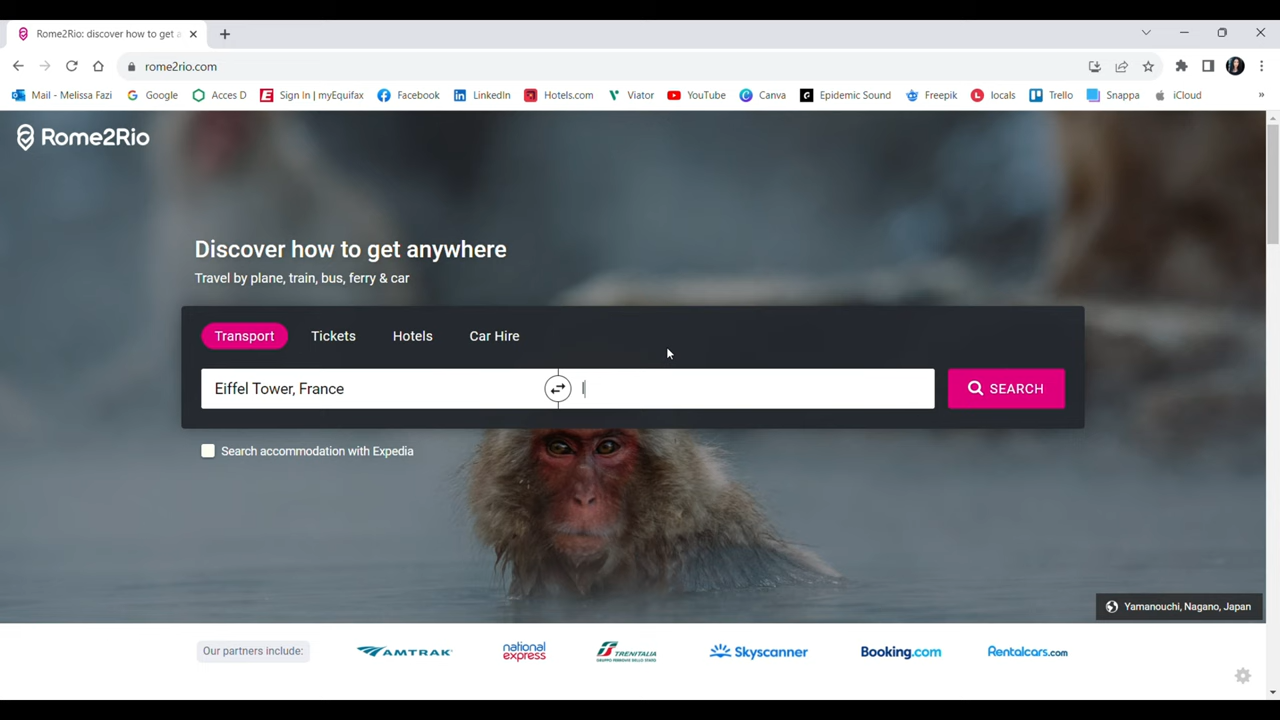 Rome2Rio: discover how to get a
rome2rio.com
Mail - Melissa Fazi Google Acces D Sign In | myEquifax Facebook LinkedIn Hotels.com Viator YouTube Canva Epidemic Sound Freepik locals Trello Snappa iCloud »
Rome2Rio
Discover how to get anywhere
Travel by plane, train, bus, ferry & car
Transport Tickets Hotels Car Hire
Eiffel Tower, France l SEARCH
Search accommodation with Expedia
Yamanouchi, Nagano, Japan
Our partners include: AMTRAK national express TRENITALIA Skyscanner Booking.com Rentalcars.com